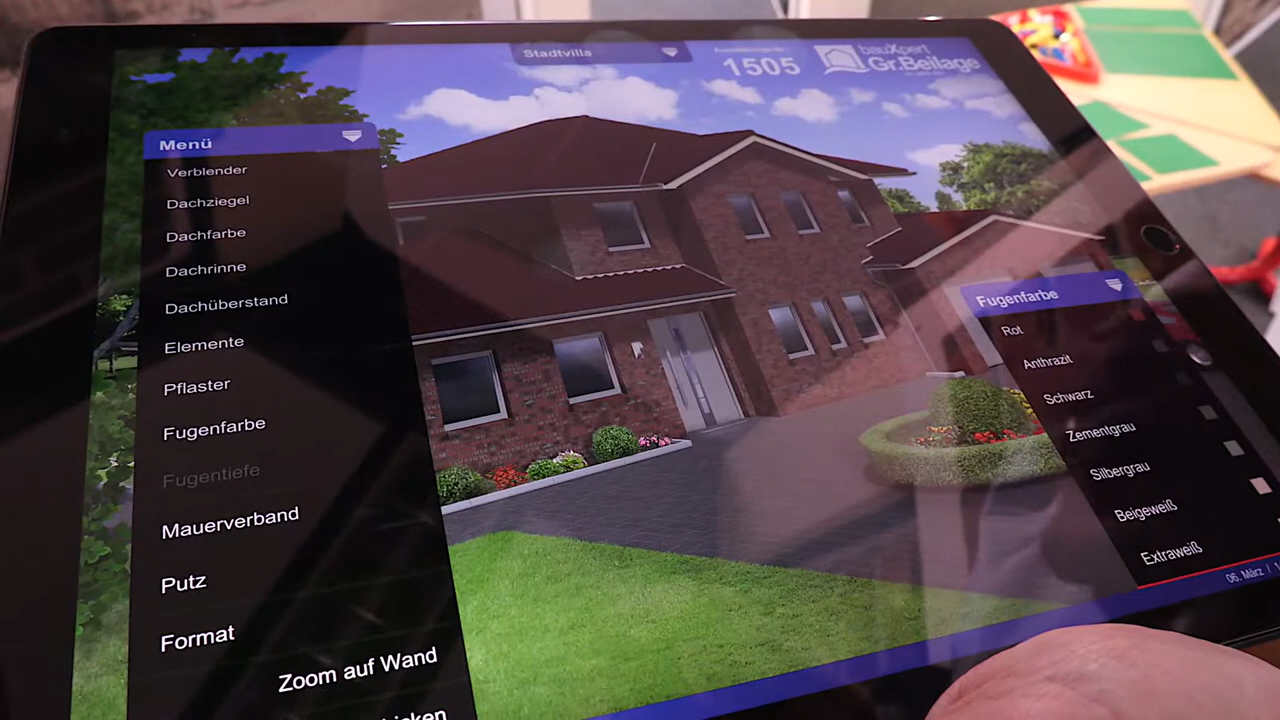 Stadtvilla
1505
bauXpert
Gr.Beilage
Menü
Verblender
Dachziegel
Dachfarbe
Dachrinne
Dachüberstand
Elemente
Pflaster
Fugenfarbe
Fugentiefe
Mauerverband
Putz
Format
Zoom auf Wand
Fugenfarbe
Rot
Anthrazit
Schwarz
Zementgrau
Silbergrau
Beigeweiß
Extraweiß
06. März /